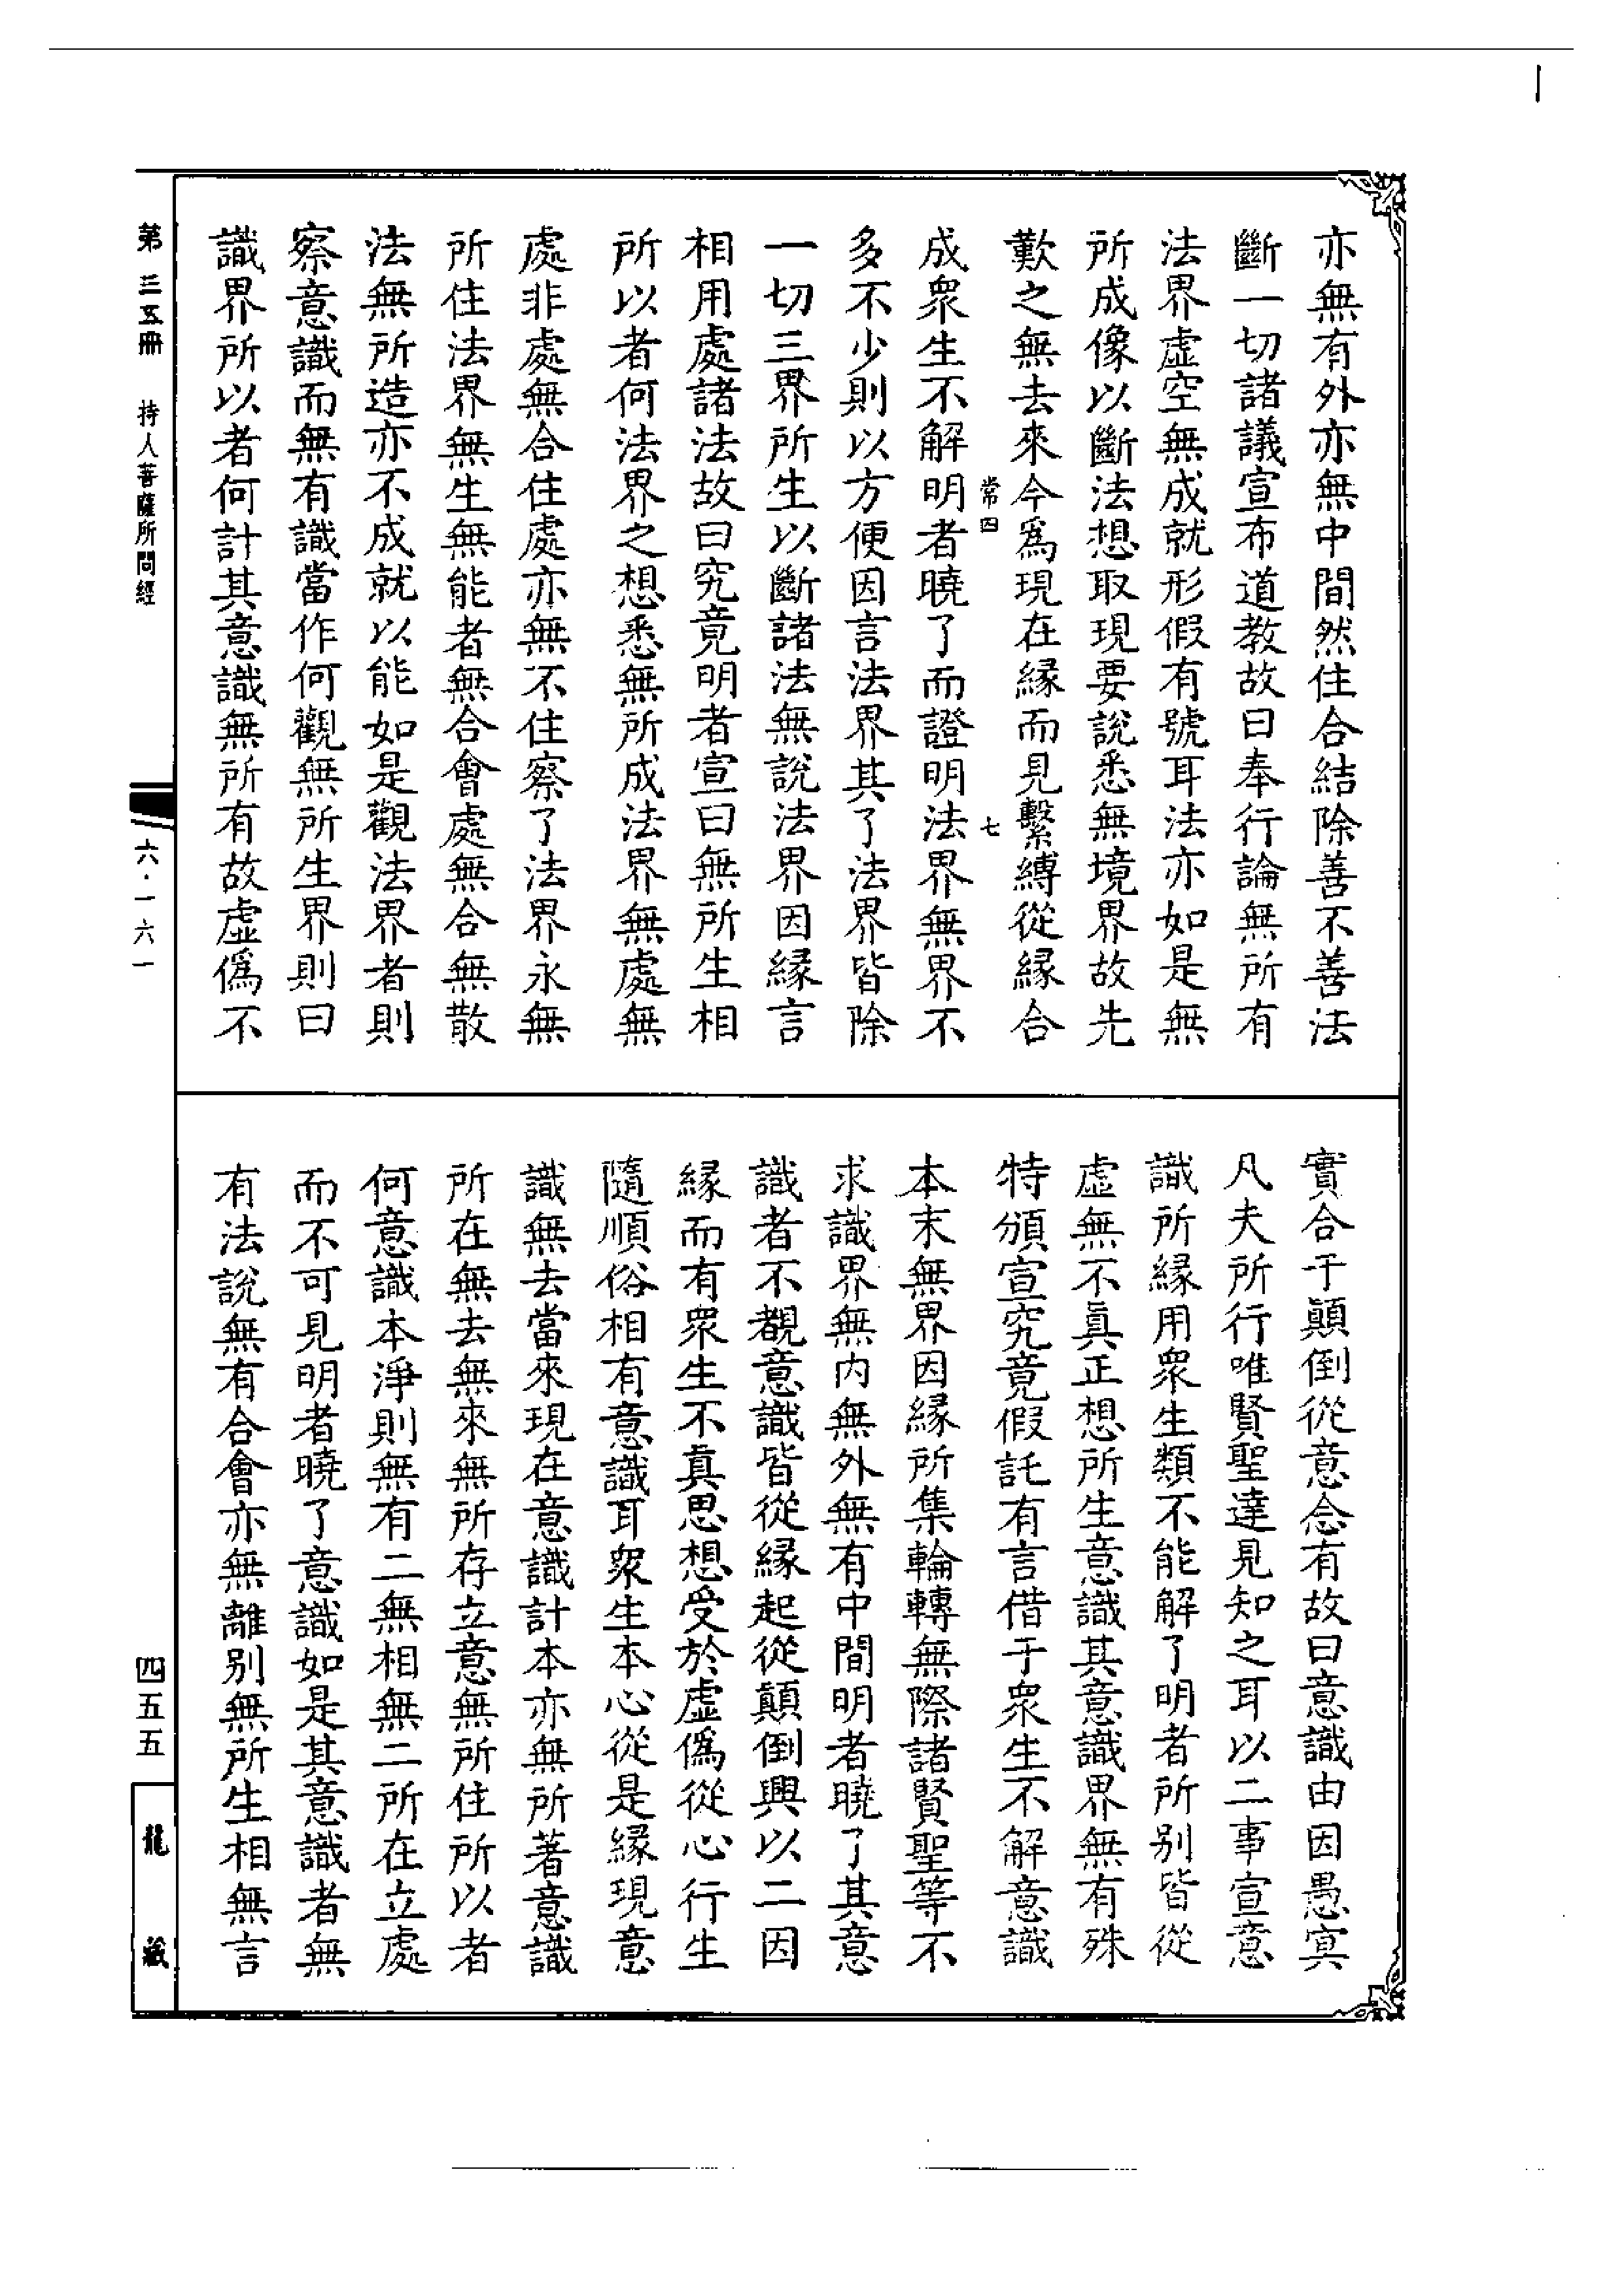 亦無有外亦無中間然住合結除善不善法
斷一切諸議宣布道教故曰奉行論無所有
法界虛空無成就形假有號耳法亦如是無
所成像以斷法想取現要說悉無境界故先
歎之無去來今爲現在緣而見繫縛從緣合
常四 七
成衆生不解明者曉了而證明法界無界不
多不少則以方便因言法界其了法界皆除
一切三界所生以斷諸法無說法界因緣言
相用處諸法故曰究竟明者宣曰無所生相
所以者何法界之想悉無所成法界無處無
處非處無合住處亦無不住察了法界永無
所住法界無生無能者無合會處無合無散
法無所造亦不成就以能如是觀法界者則
察意識而無有識當作何觀無所生界則曰
識界所以者何計其意識無所有故虛僞不
實合于顚倒從意念有故曰意識由因愚冥
凡夫所行唯賢聖達見知之耳以二事宣意
識所緣用衆生類不能解了明者所別皆從
虛無不眞正想所生意識其意識界無有殊
特頒宣究竟假託有言借于衆生不解意識
本末無界因緣所集輪轉無際諸賢聖等不
求識界無內無外無有中間明者曉了其意
識者不覩意識皆從緣起從顚倒興以二因
緣而有衆生不眞思想受於虛僞從心行生
隨順俗相有意識耳衆生本心從是緣現意
識無去當來現在意識計本亦無所著意識
所在無去無來無所存立意無所住所以者
何意識本淨則無有二無相無二所在立處
而不可見明者曉了意識如是其意識者無
有法說無有合會亦無離別無所生相無言
第三五冊 持人菩薩所問經
六·一六一
四五五
龍藏